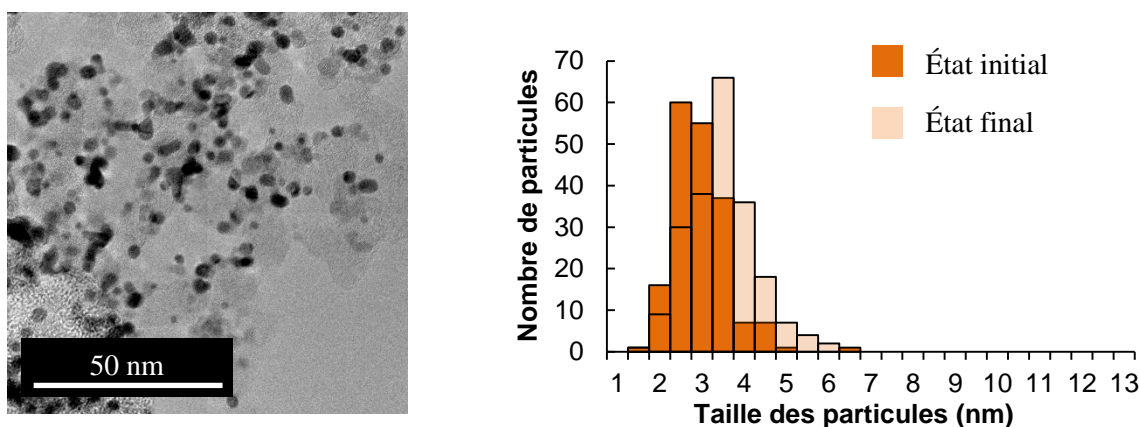 50 nm
Nombre de particules
70
60
50
40
30
20
10
0
1 2 3 4 5 6 7 8 9 10 11 12 13
Taille des particules (nm)
État initial
État final